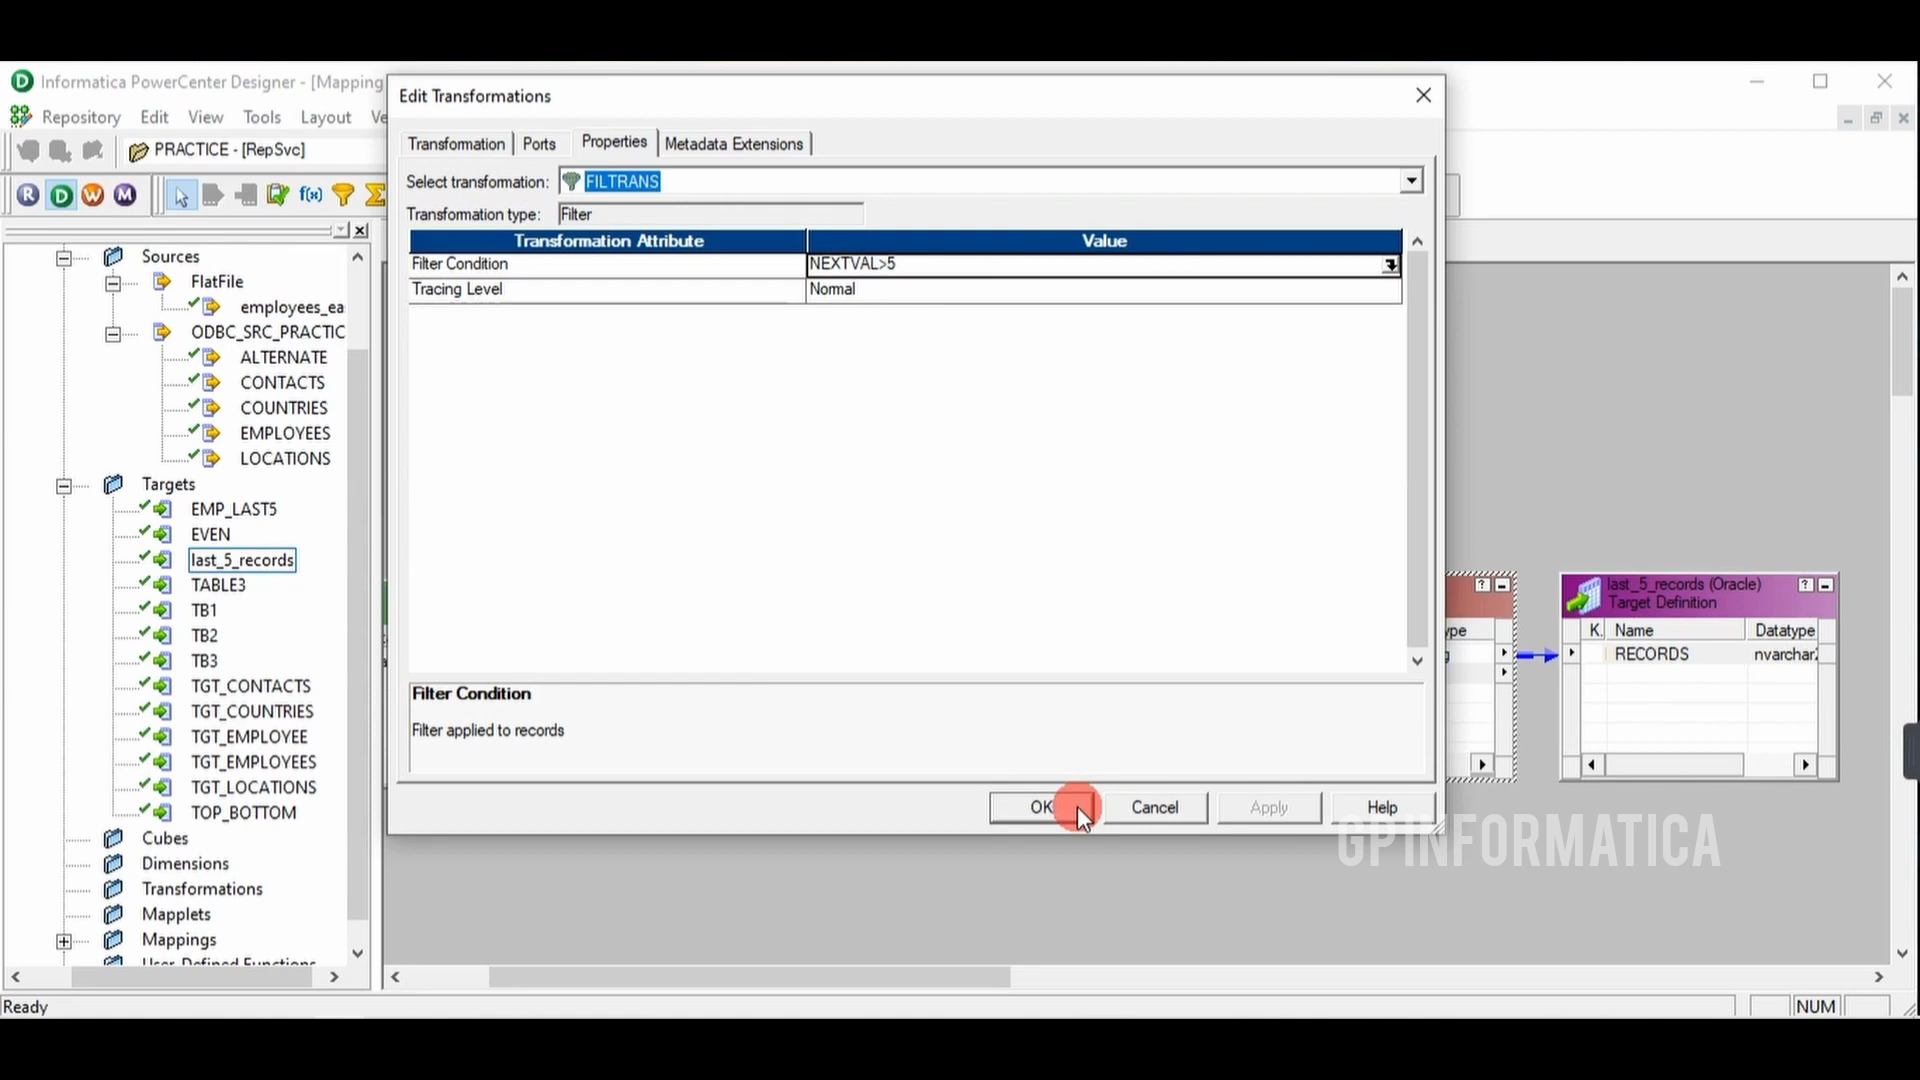 Informatica PowerCenter Designer - [Mapping
Repository Edit View Tools Layout Ve
PRACTICE - [RepSvc]
R D W M f(x) Σ
Sources
FlatFile
employees_ea
ODBC_SRC_PRACTIC
ALTERNATE
CONTACTS
COUNTRIES
EMPLOYEES
LOCATIONS
Targets
EMP_LAST5
EVEN
last_5_records
TABLE3
TB1
TB2
TB3
TGT_CONTACTS
TGT_COUNTRIES
TGT_EMPLOYEE
TGT_EMPLOYEES
TGT_LOCATIONS
TOP_BOTTOM
Cubes
Dimensions
Transformations
Mapplets
Mappings
User-Defined Functions
Ready
NUM
Edit Transformations
Transformation Ports Properties Metadata Extensions
Select transformation: FILTRANS
Transformation type: Filter
Transformation Attribute Value
Filter Condition NEXTVAL>5
Tracing Level Normal
Filter Condition
Filter applied to records
OK Cancel Apply Help
last_5_records (Oracle)
Target Definition
K. Name Datatype
RECORDS nvarchar
GPINFORMATICA